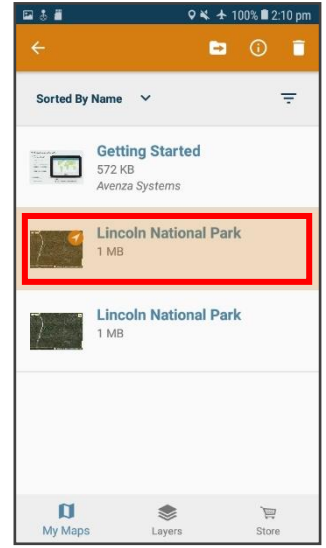 100% 2:10 pm
Sorted By Name
Getting Started
572 KB
Avenza Systems
Lincoln National Park
1 MB
Lincoln National Park
1 MB
My Maps Layers Store